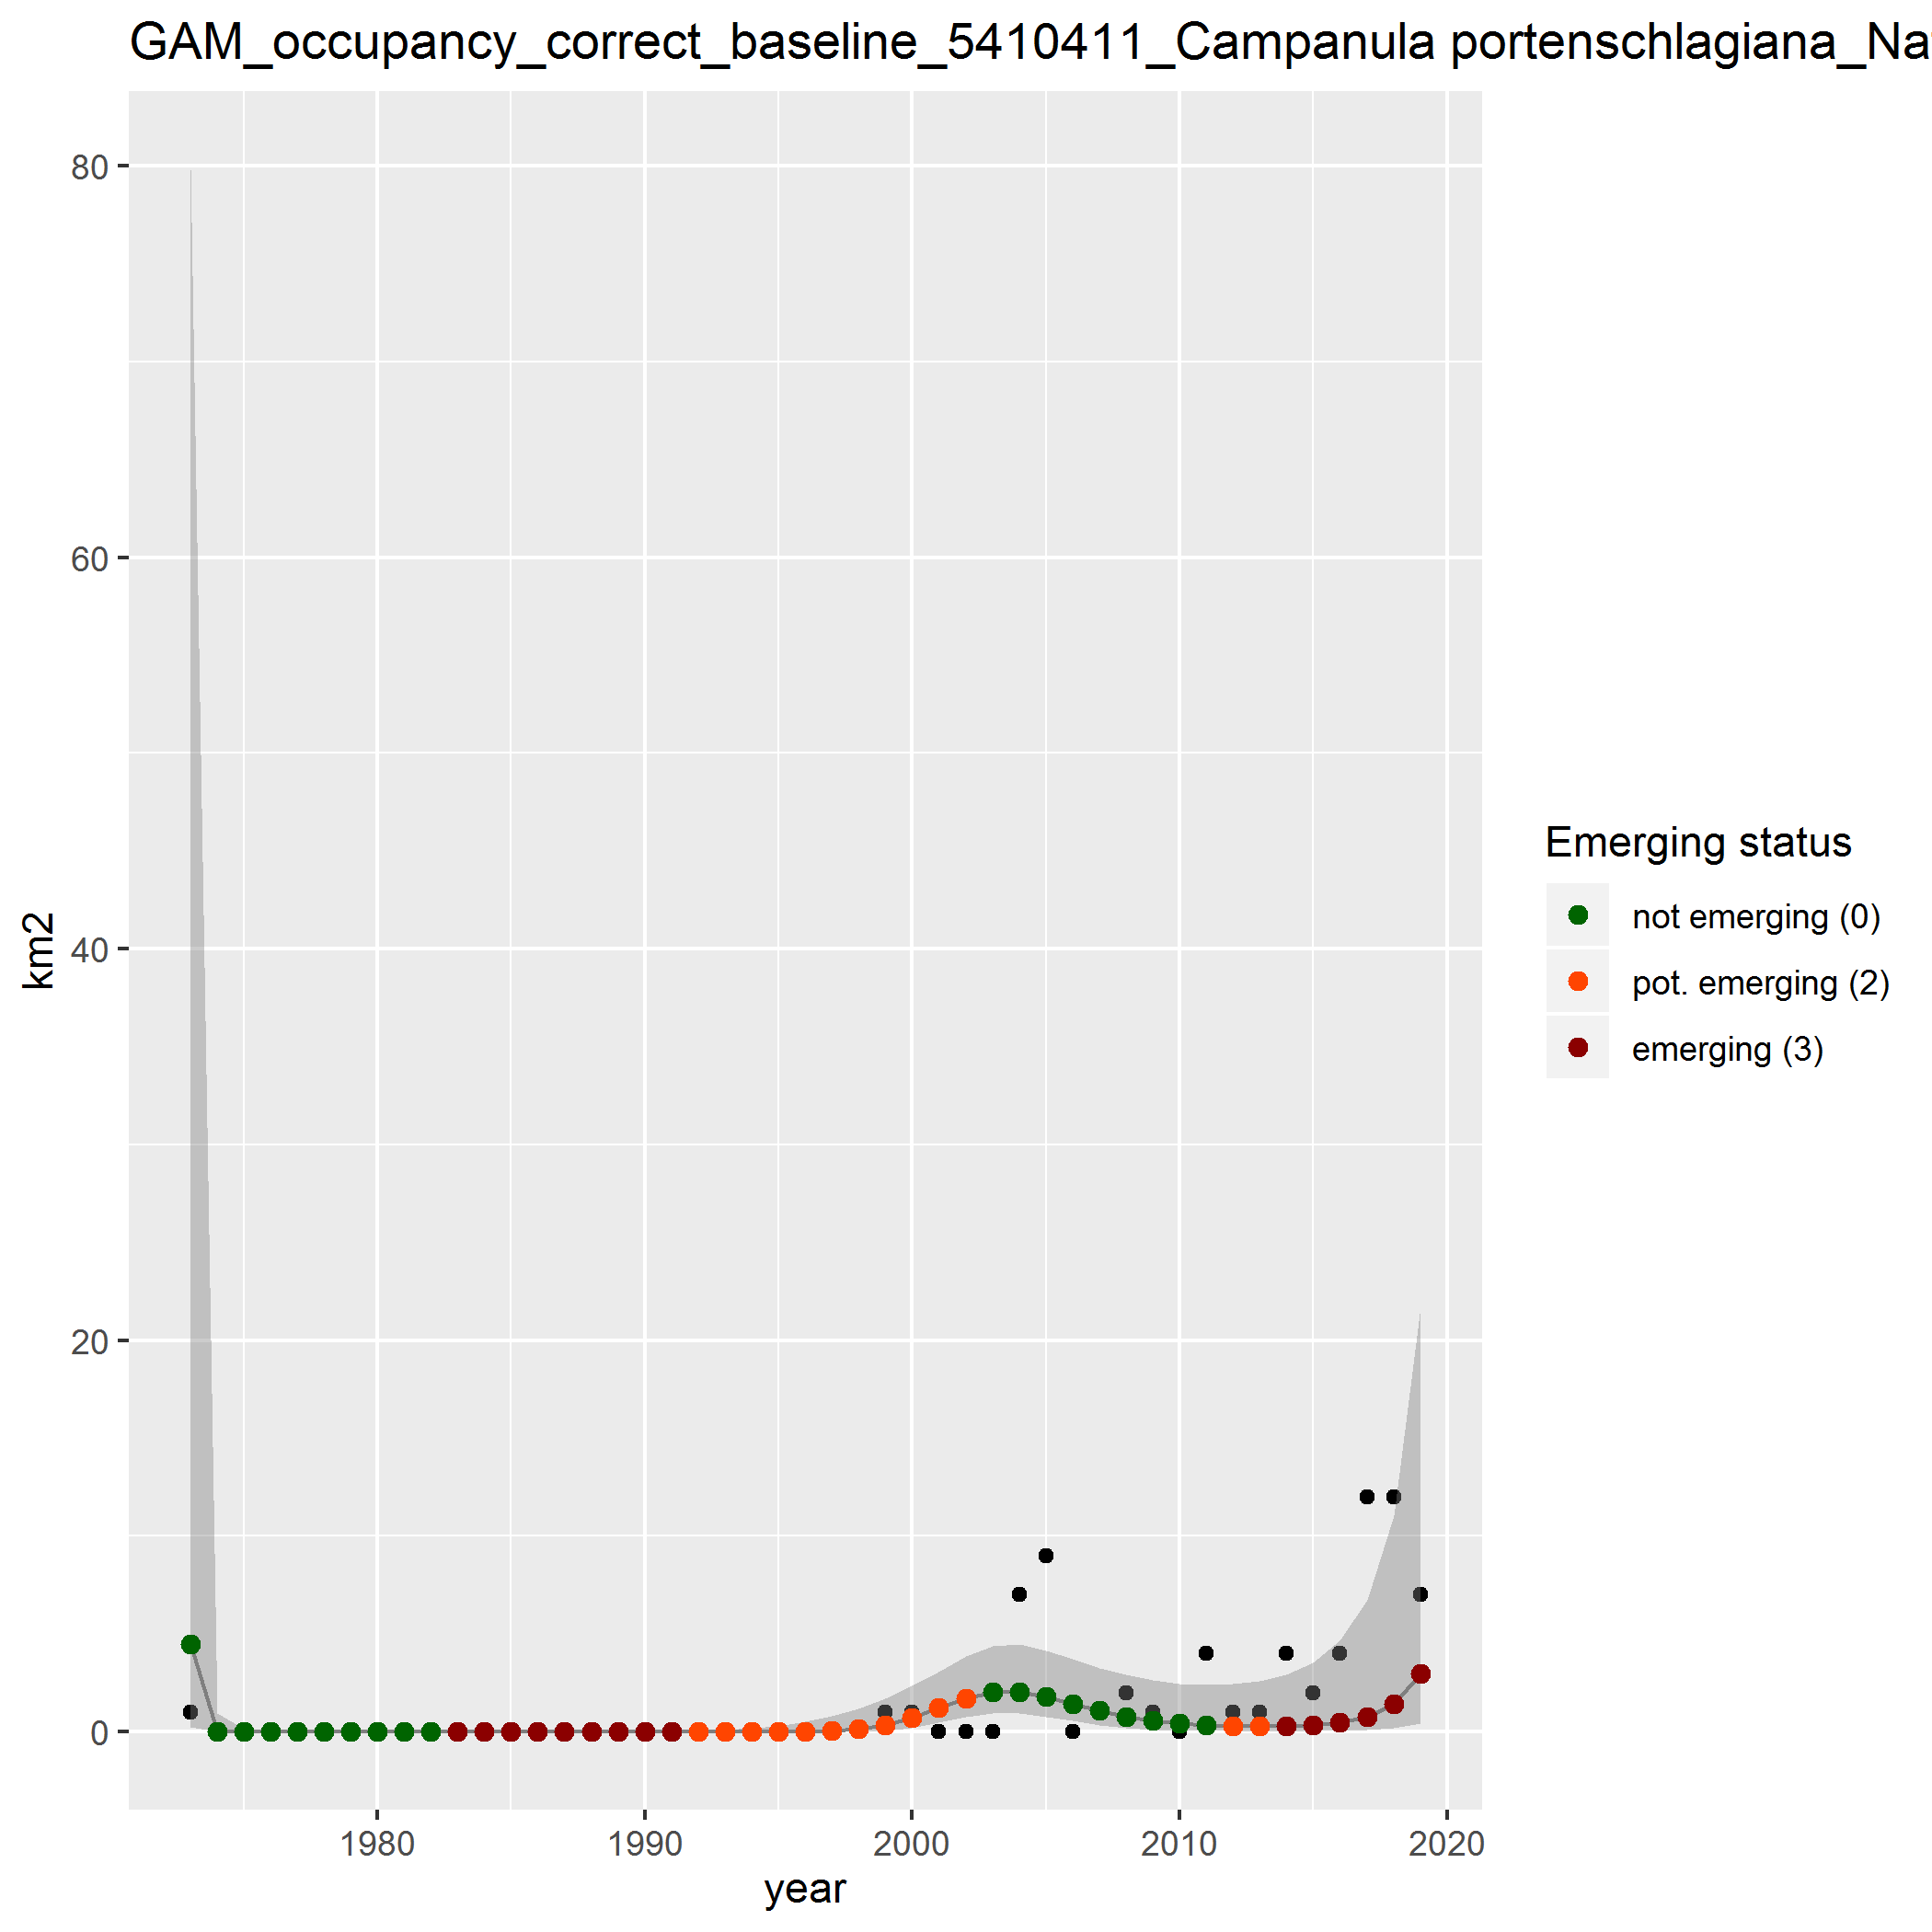 GAM_occupancy_correct_baseline_5410411_Campanula portenschlagiana_Na
80
60
40
20
0
km2
1980 1990 2000 2010 2020
year
Emerging status
not emerging (0)
pot. emerging (2)
emerging (3)